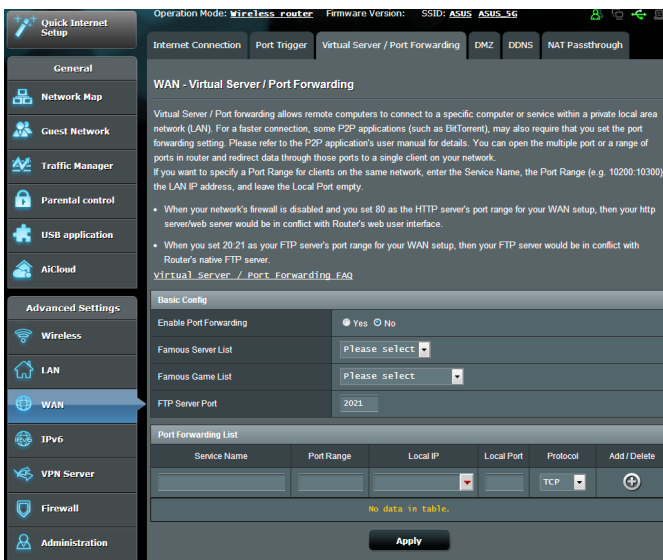 Operation Mode: Wireless router Firmware Version: SSID: ASUS ASUS_5G
Quick Internet
Setup
Internet Connection Port Trigger Virtual Server / Port Forwarding DMZ DDNS NAT Passthrough
General
Network Map
Guest Network
Traffic Manager
Parental control
USB application
AiCloud
Advanced Settings
Wireless
LAN
WAN
IPv6
VPN Server
Firewall
Administration
WAN - Virtual Server / Port Forwarding
Virtual Server / Port forwarding allows remote computers to connect to a specific computer or service within a private local area
network (LAN). For a faster connection, some P2P applications (such as BitTorrent), may also require that you set the port
forwarding setting. Please refer to the P2P application's user manual for details. You can open the multiple port or a range of
ports in router and redirect data through those ports to a single client on your network.
If you want to specify a Port Range for clients on the same network, enter the Service Name, the Port Range (e.g. 10200:10300)
the LAN IP address, and leave the Local Port empty.
• When your network's firewall is disabled and you set 80 as the HTTP server's port range for your WAN setup, then your http
server/web server would be in conflict with Router's web user interface.
• When you set 20:21 as your FTP server's port range for your WAN setup, then your FTP server would be in conflict with
Router's native FTP server.
Virtual Server / Port Forwarding FAQ
Basic Config
Enable Port Forwarding Yes No
Famous Server List Please select
Famous Game List Please select
FTP Server Port 2021
Port Forwarding List
Service Name Port Range Local IP Local Port Protocol Add / Delete
TCP
No data in table.
Apply